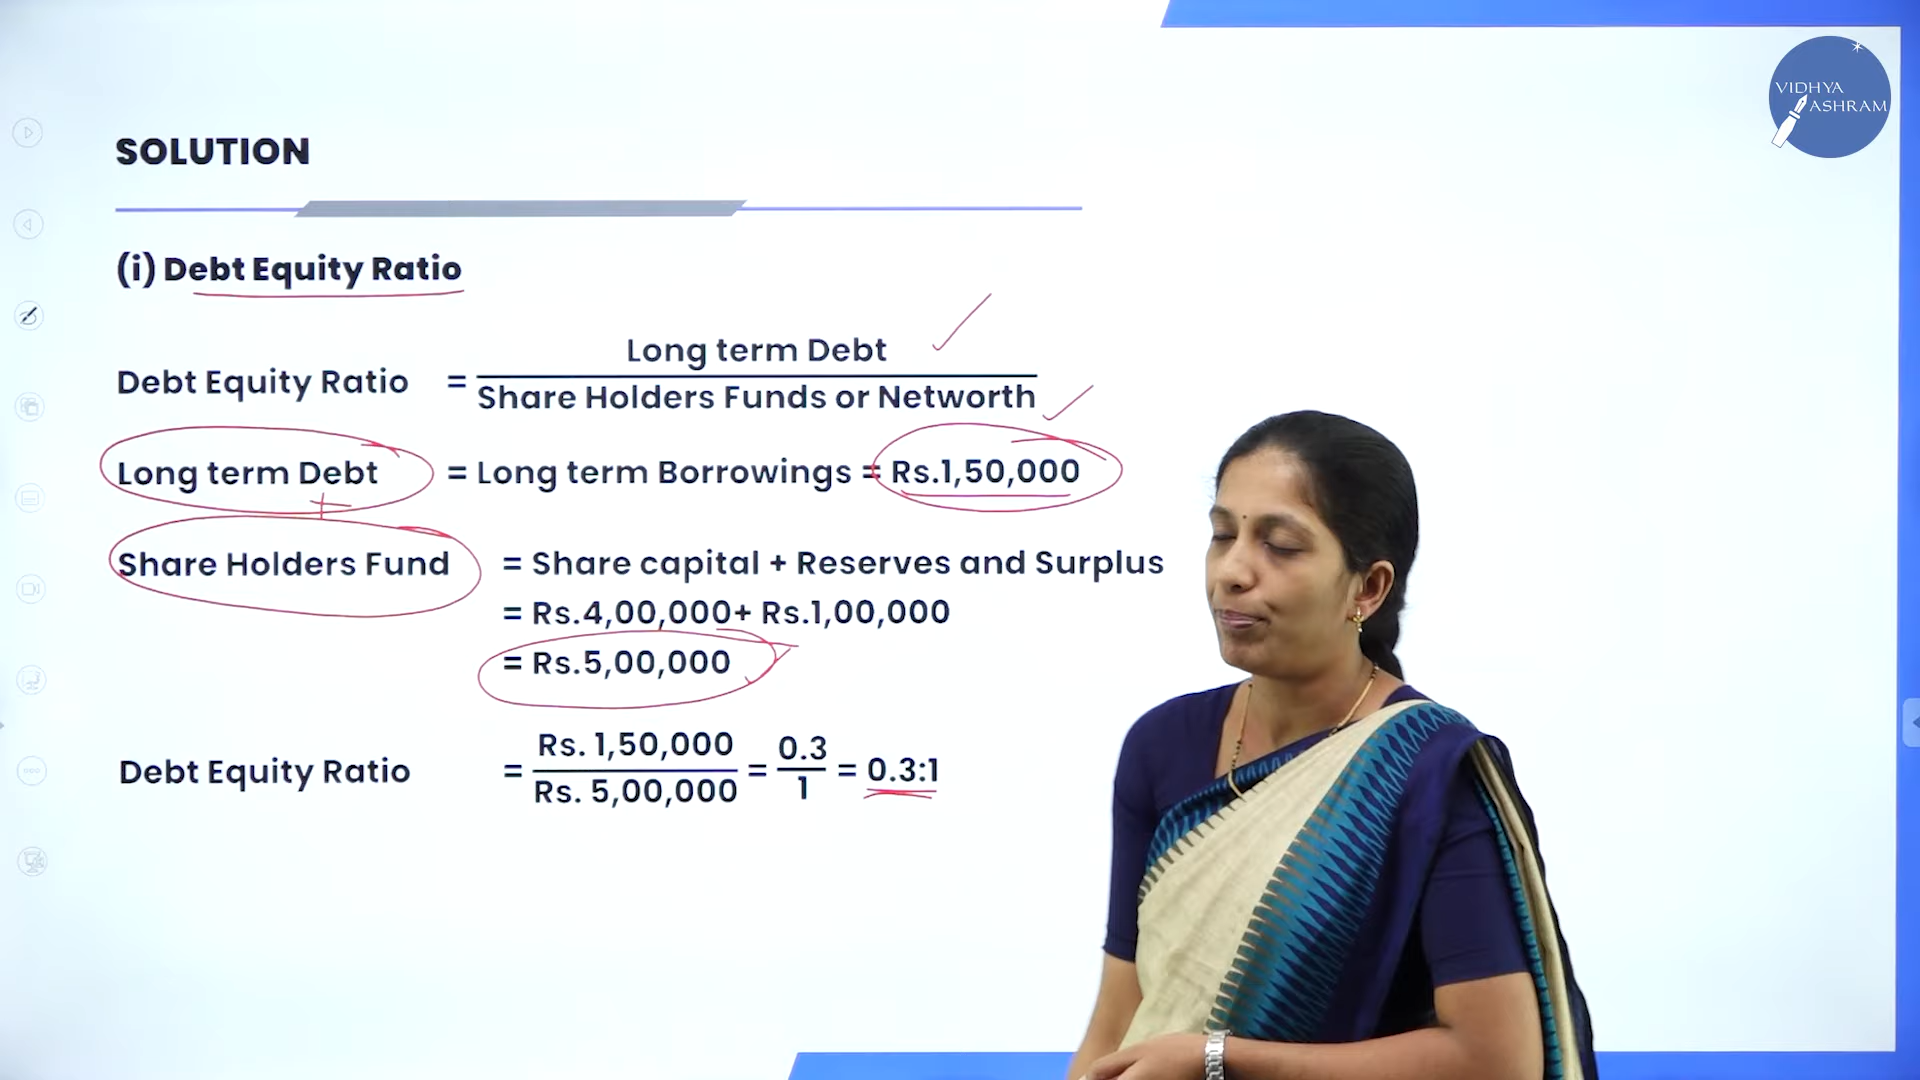 VIDHYA
ASHRAM
SOLUTION
(i) Debt Equity Ratio
Debt Equity Ratio = Long term Debt
Share Holders Funds or Networth
Long term Debt = Long term Borrowings = Rs.1,50,000
+
Share Holders Fund = Share capital + Reserves and Surplus
= Rs.4,00,000+ Rs.1,00,000
= Rs.5,00,000
Debt Equity Ratio = Rs. 1,50,000 / Rs. 5,00,000 = 0.3 / 1 = 0.3:1